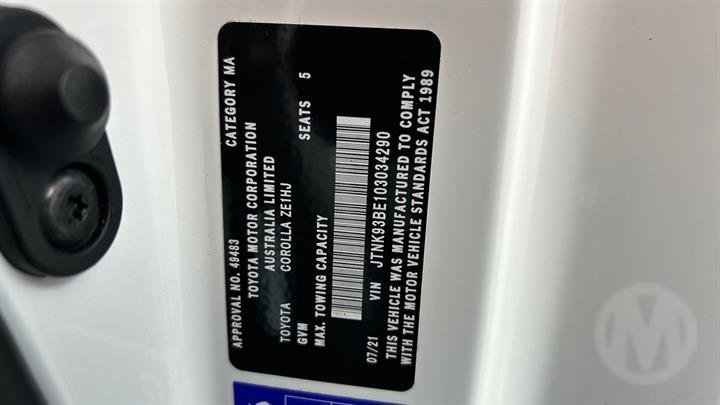 APPROVAL NO. 49483 CATEGORY MA
TOYOTA MOTOR CORPORATION
AUSTRALIA LIMITED
TOYOTA COROLLA ZE1HJ
GVM SEATS 5
MAX. TOWING CAPACITY
VIN JTNK93BE103034290
07/21 THIS VEHICLE WAS MANUFACTURED TO COMPLY
WITH THE MOTOR VEHICLE STANDARDS ACT 1989
M